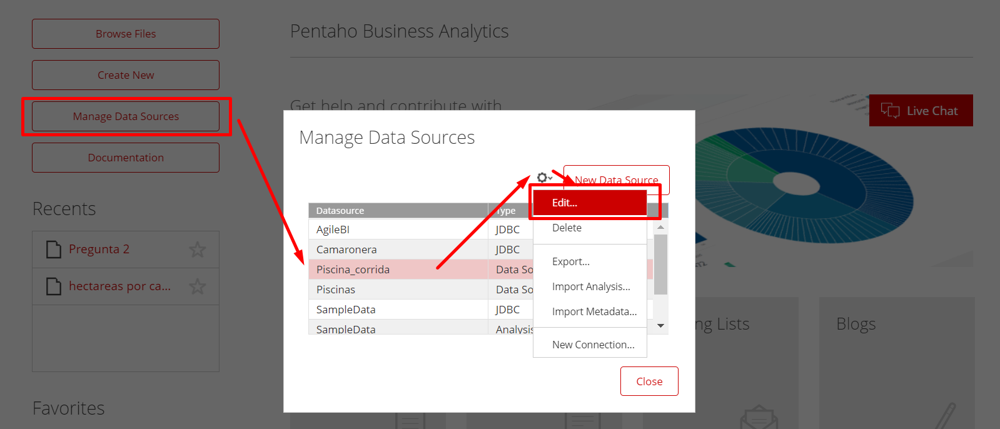 Browse Files
Create New
Manage Data Sources
Documentation
Recents
Pregunta 2
hectareas por ca...
Favorites
Pentaho Business Analytics
Get help and contribute with
Live Chat
Manage Data Sources
New Data Source
Datasource Type
AgileBI JDBC
Camaronera JDBC
Piscina_corrida Data So
Piscinas Data So
SampleData JDBC
SampleData Analysis
Edit...
Delete
Export...
Import Analysis...
Import Metadata...
New Connection...
Close
ng Lists
Blogs